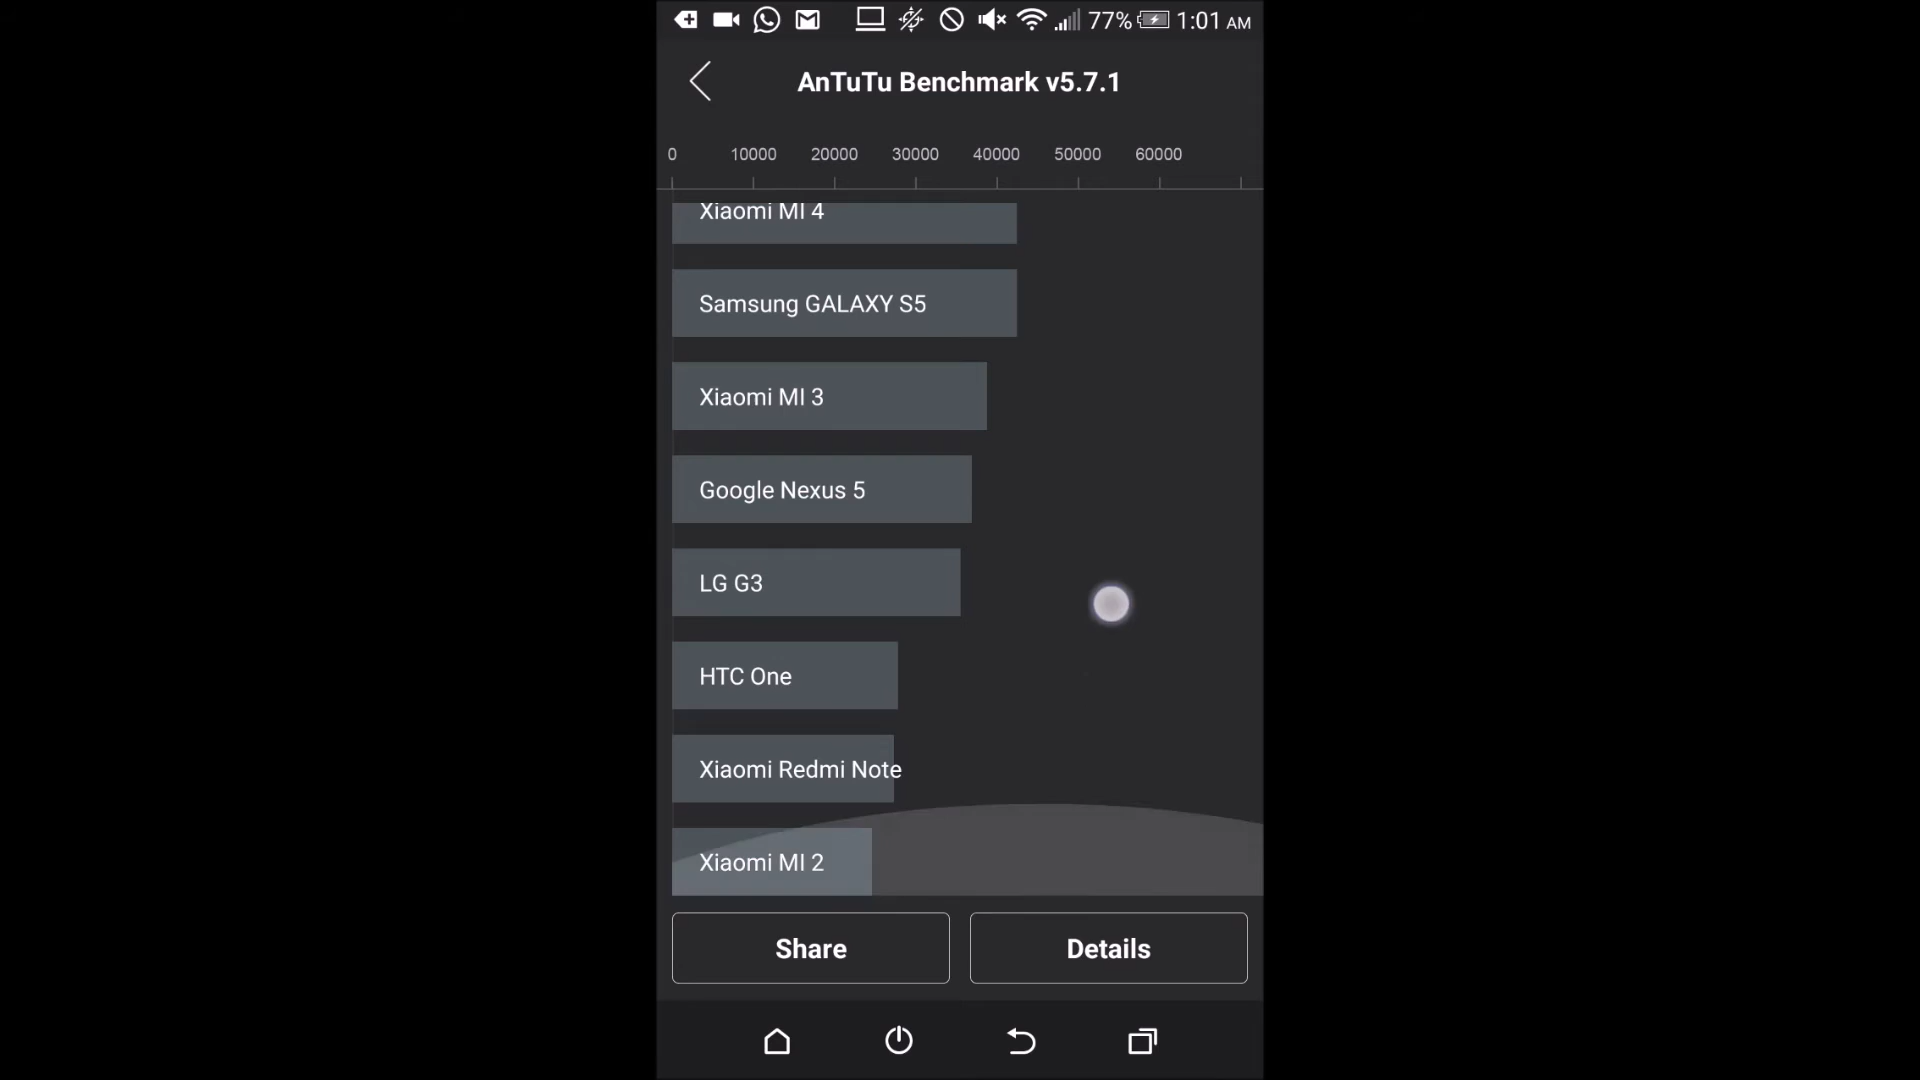 77% 1:01 AM
AnTuTu Benchmark v5.7.1
0 10000 20000 30000 40000 50000 60000
Xiaomi MI 4
Samsung GALAXY S5
Xiaomi MI 3
Google Nexus 5
LG G3
HTC One
Xiaomi Redmi Note
Xiaomi MI 2
Share Details